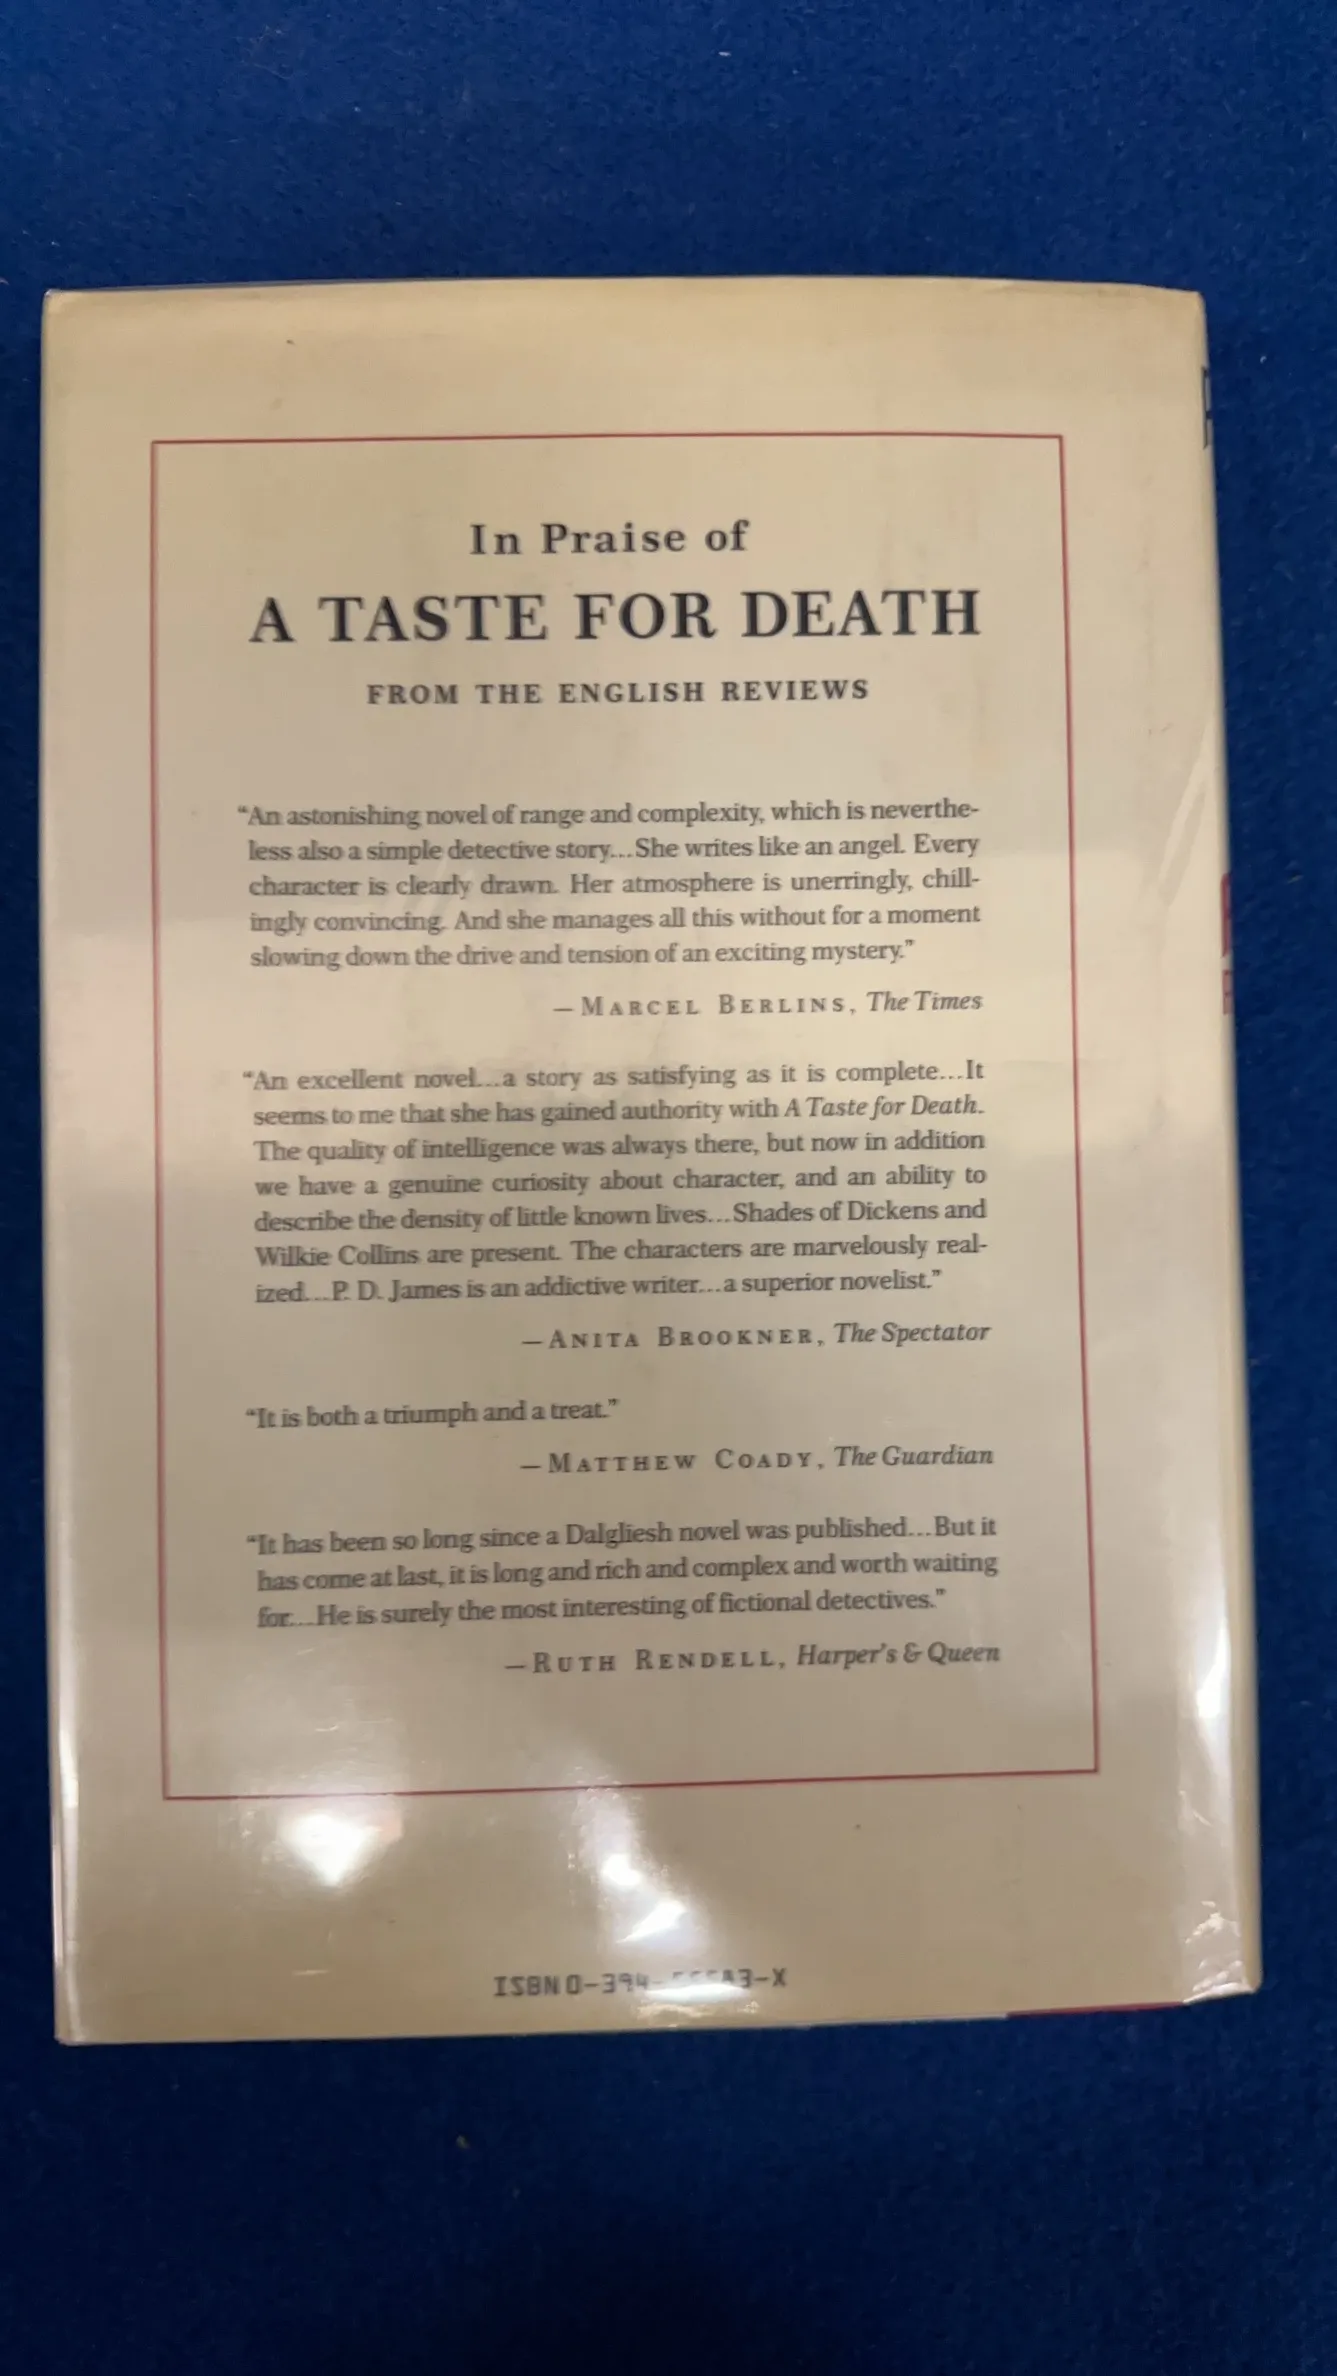 In Praise of
A TASTE FOR DEATH
FROM THE ENGLISH REVIEWS
“An astonishing novel of range and complexity, which is neverthe-
less also a simple detective story...She writes like an angel. Every
character is clearly drawn. Her atmosphere is unerringly, chill-
ingly convincing. And she manages all this without for a moment
slowing down the drive and tension of an exciting mystery.”
—MARCEL BERLINS, The Times
“An excellent novel...a story as satisfying as it is complete...It
seems to me that she has gained authority with A Taste for Death.
The quality of intelligence was always there, but now in addition
we have a genuine curiosity about character, and an ability to
describe the density of little known lives...Shades of Dickens and
Wilkie Collins are present. The characters are marvelously real-
ized...P. D. James is an addictive writer...a superior novelist.”
—ANITA BROOKNER, The Spectator
“It is both a triumph and a treat.”
—MATTHEW COADY, The Guardian
“It has been so long since a Dalgliesh novel was published...But it
has come at last, it is long and rich and complex and worth waiting
for...He is surely the most interesting of fictional detectives.”
—RUTH RENDELL, Harper's & Queen
ISBN 0-394-